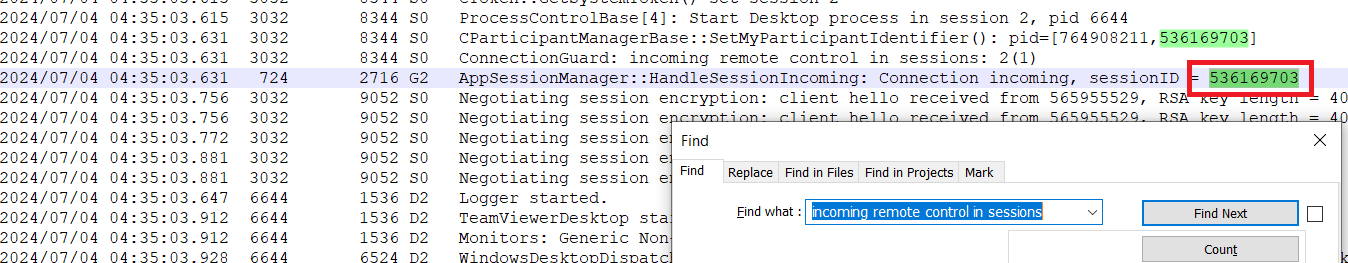 2024/07/04 04:35:03.615 3032 8344 S0 CToken::GetSystemToken() set session 2
2024/07/04 04:35:03.615 3032 8344 S0 ProcessControlBase[4]: Start Desktop process in session 2, pid 6644
2024/07/04 04:35:03.631 3032 8344 S0 CParticipantManagerBase::SetMyParticipantIdentifier(): pid=[764908211,536169703]
2024/07/04 04:35:03.631 3032 8344 S0 ConnectionGuard: incoming remote control in sessions: 2(1)
2024/07/04 04:35:03.631 724 2716 G2 AppSessionManager::HandleSessionIncoming: Connection incoming, sessionID = 536169703
2024/07/04 04:35:03.756 3032 9052 S0 Negotiating session encryption: client hello received from 565955529, RSA key length = 40
2024/07/04 04:35:03.756 3032 9052 S0 Negotiating session encryption: client hello received from 565955529, RSA key length = 40
2024/07/04 04:35:03.772 3032 9052 S0 Negotiating session e
2024/07/04 04:35:03.881 3032 9052 S0 Negotiating session e
2024/07/04 04:35:03.881 3032 9052 S0 Negotiating session e
2024/07/04 04:35:03.647 6644 1536 D2 Logger started.
2024/07/04 04:35:03.912 6644 1536 D2 TeamViewerDesktop sta
2024/07/04 04:35:03.912 6644 1536 D2 Monitors: Generic Non-
2024/07/04 04:35:03.928 6644 6524 D2 WindowsDesktopDispatc
Find
Find Replace Find in Files Find in Projects Mark
Find what : incoming remote control in sessions Find Next
Count